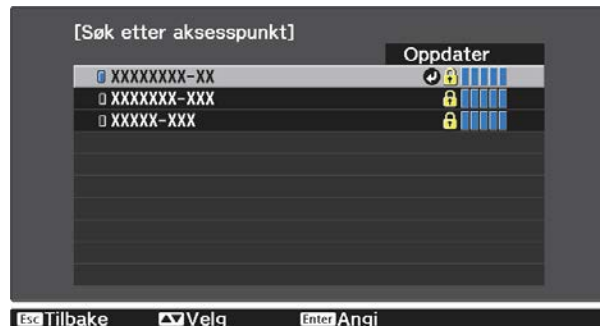 [Søk etter aksesspunkt]
Oppdater
XXXXXXXX-XX
XXXXXXX-XXX
XXXXX-XXX
Esc Tilbake Velg Enter Angi